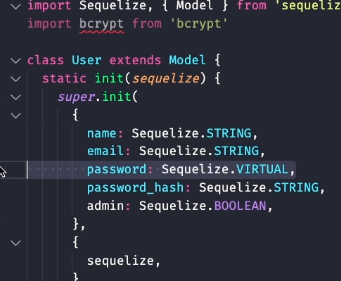 import Sequelize, { Model } from 'sequeliz
import bcrypt from 'bcrypt'
class User extends Model {
static init(sequelize) {
super.init(
{
name: Sequelize.STRING,
email: Sequelize.STRING,
password: Sequelize.VIRTUAL,
password_hash: Sequelize.STRING,
admin: Sequelize.BOOLEAN,
},
{
sequelize,
}